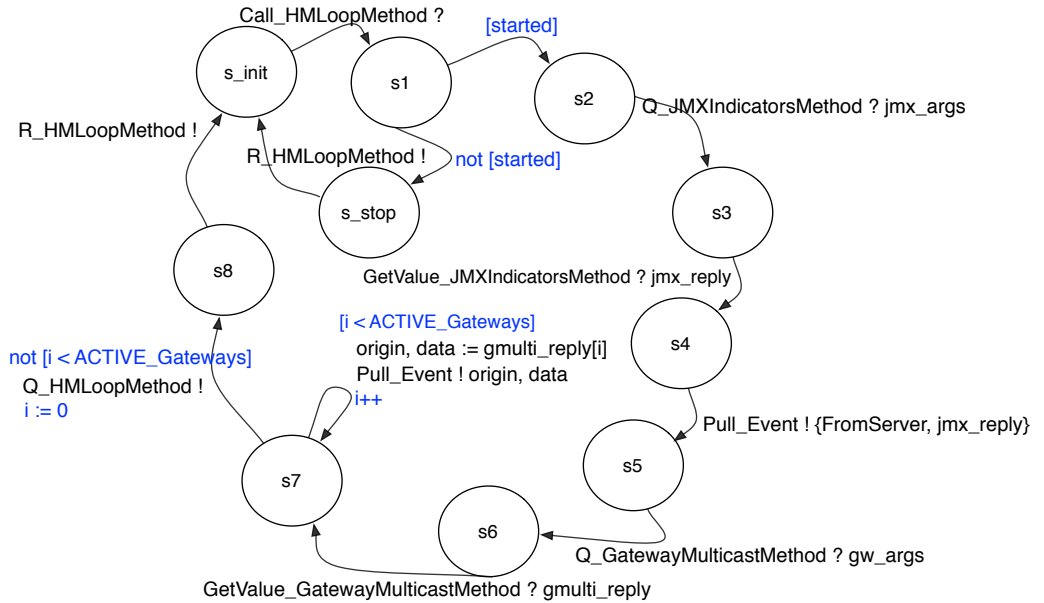 Call_HMLoopMethod ?
[started]
s_init
s1
s2
Q_JMXIndicatorsMethod ? jmx_args
R_HMLoopMethod !
R_HMLoopMethod !
not [started]
s_stop
s3
s8
GetValue_JMXIndicatorsMethod ? jmx_reply
[i < ACTIVE_Gateways]
origin, data := gmulti_reply[i]
Pull_Event ! origin, data
i++
s4
not [i < ACTIVE_Gateways]
Q_HMLoopMethod !
i := 0
Pull_Event ! {FromServer, jmx_reply}
s5
s7
s6
Q_GatewayMulticastMethod ? gw_args
GetValue_GatewayMulticastMethod ? gmulti_reply